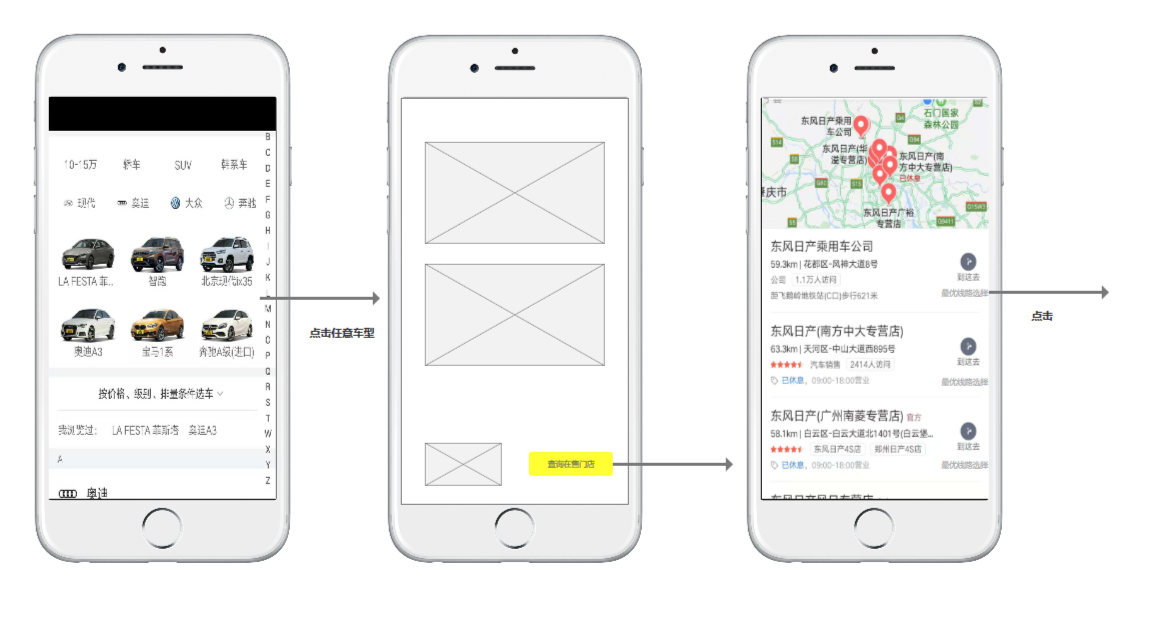 10-15万 轿车 SUV 韩系车
现代 奥迪 大众 奔驰
LA FESTA 菲... 智跑 北京现代ix35
奥迪A3 宝马1系 奔驰A级(进口)
按价格、级别、排量条件选车
我浏览过: LA FESTA 菲斯塔 奥迪A3
A
奥迪
B
C
D
E
F
G
H
I
J
K
L
M
N
O
P
Q
R
S
T
W
X
Y
Z
点击任意车型
查询在售门店
东风日产乘用
车公司
东风日产(华
溢专营店)
东风日产(南
方中大专营店)
已休息
东风日产广裕
专营店
石门国家
森林公园
肇庆市
东风日产乘用车公司
59.3km | 花都区-风神大道8号
公司 1.1万人访问
距飞鹅岭地铁站(C口)步行621米
到这去
最优线路选择
东风日产(南方中大专营店)
63.3km | 天河区-中山大道西895号
汽车销售 2414人访问
已休息，09:00-18:00营业
到这去
最优线路选择
东风日产(广州南菱专营店) 官方
58.1km | 白云区-白云大道北1401号(白云堡...
东风日产4S店 郑州日产4S店
已休息，09:00-18:00营业
到这去
最优线路选择
点击